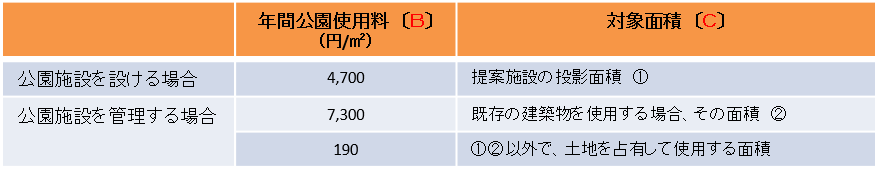 年間公園使用料〔B〕
（円/㎡）
対象面積〔C〕
公園施設を設ける場合
4,700
提案施設の投影面積 ①
公園施設を管理する場合
7,300
既存の建築物を使用する場合、その面積 ②
190
①②以外で、土地を占有して使用する面積